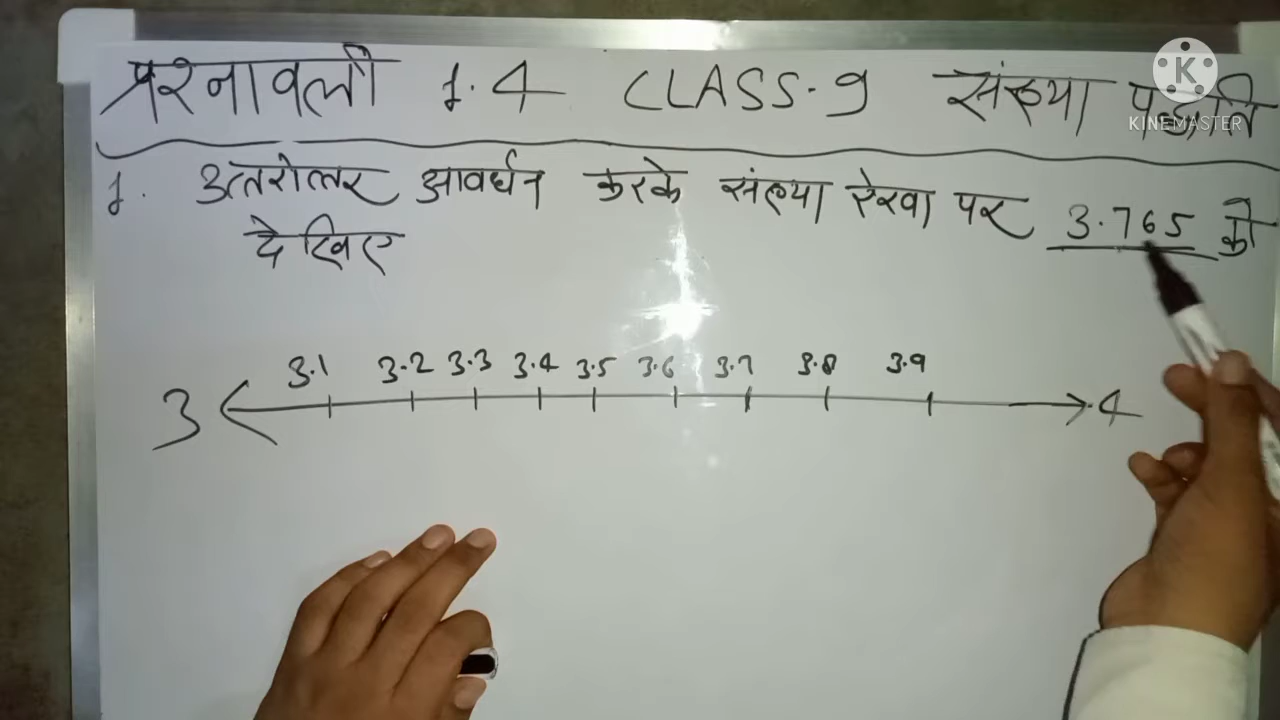 प्रश्नावली 1.4 CLASS-9 संख्या पद्धति
K
KINEMASTER
1. उत्तरोत्तर आवर्धन करके संख्या रेखा पर 3.765 को
देखिए
3.1 3.2 3.3 3.4 3.5 3.6 3.7 3.8 3.9
3 4